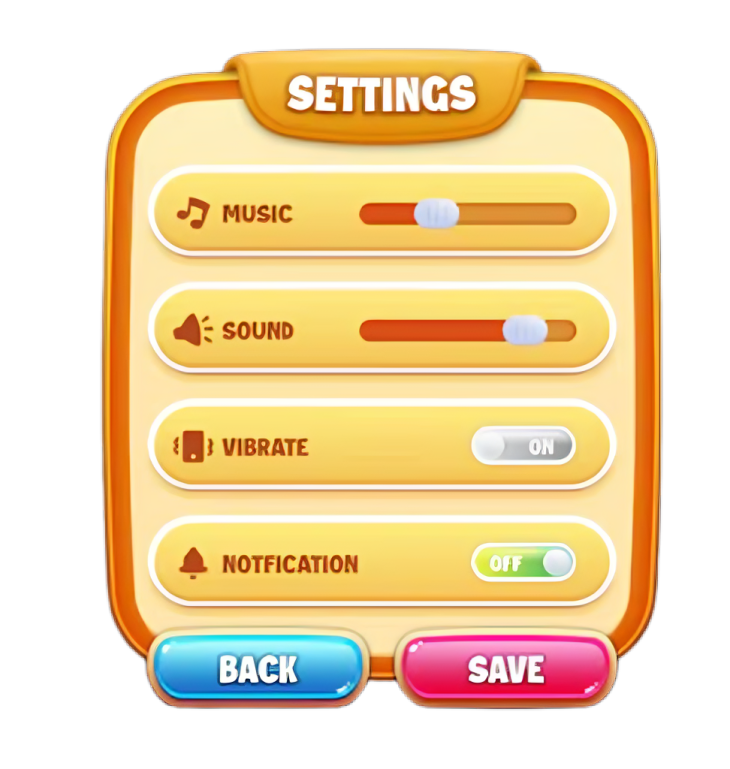 SETTINGS
MUSIC
SOUND
VIBRATE
ON
NOTFICATION
OFF
BACK
SAVE